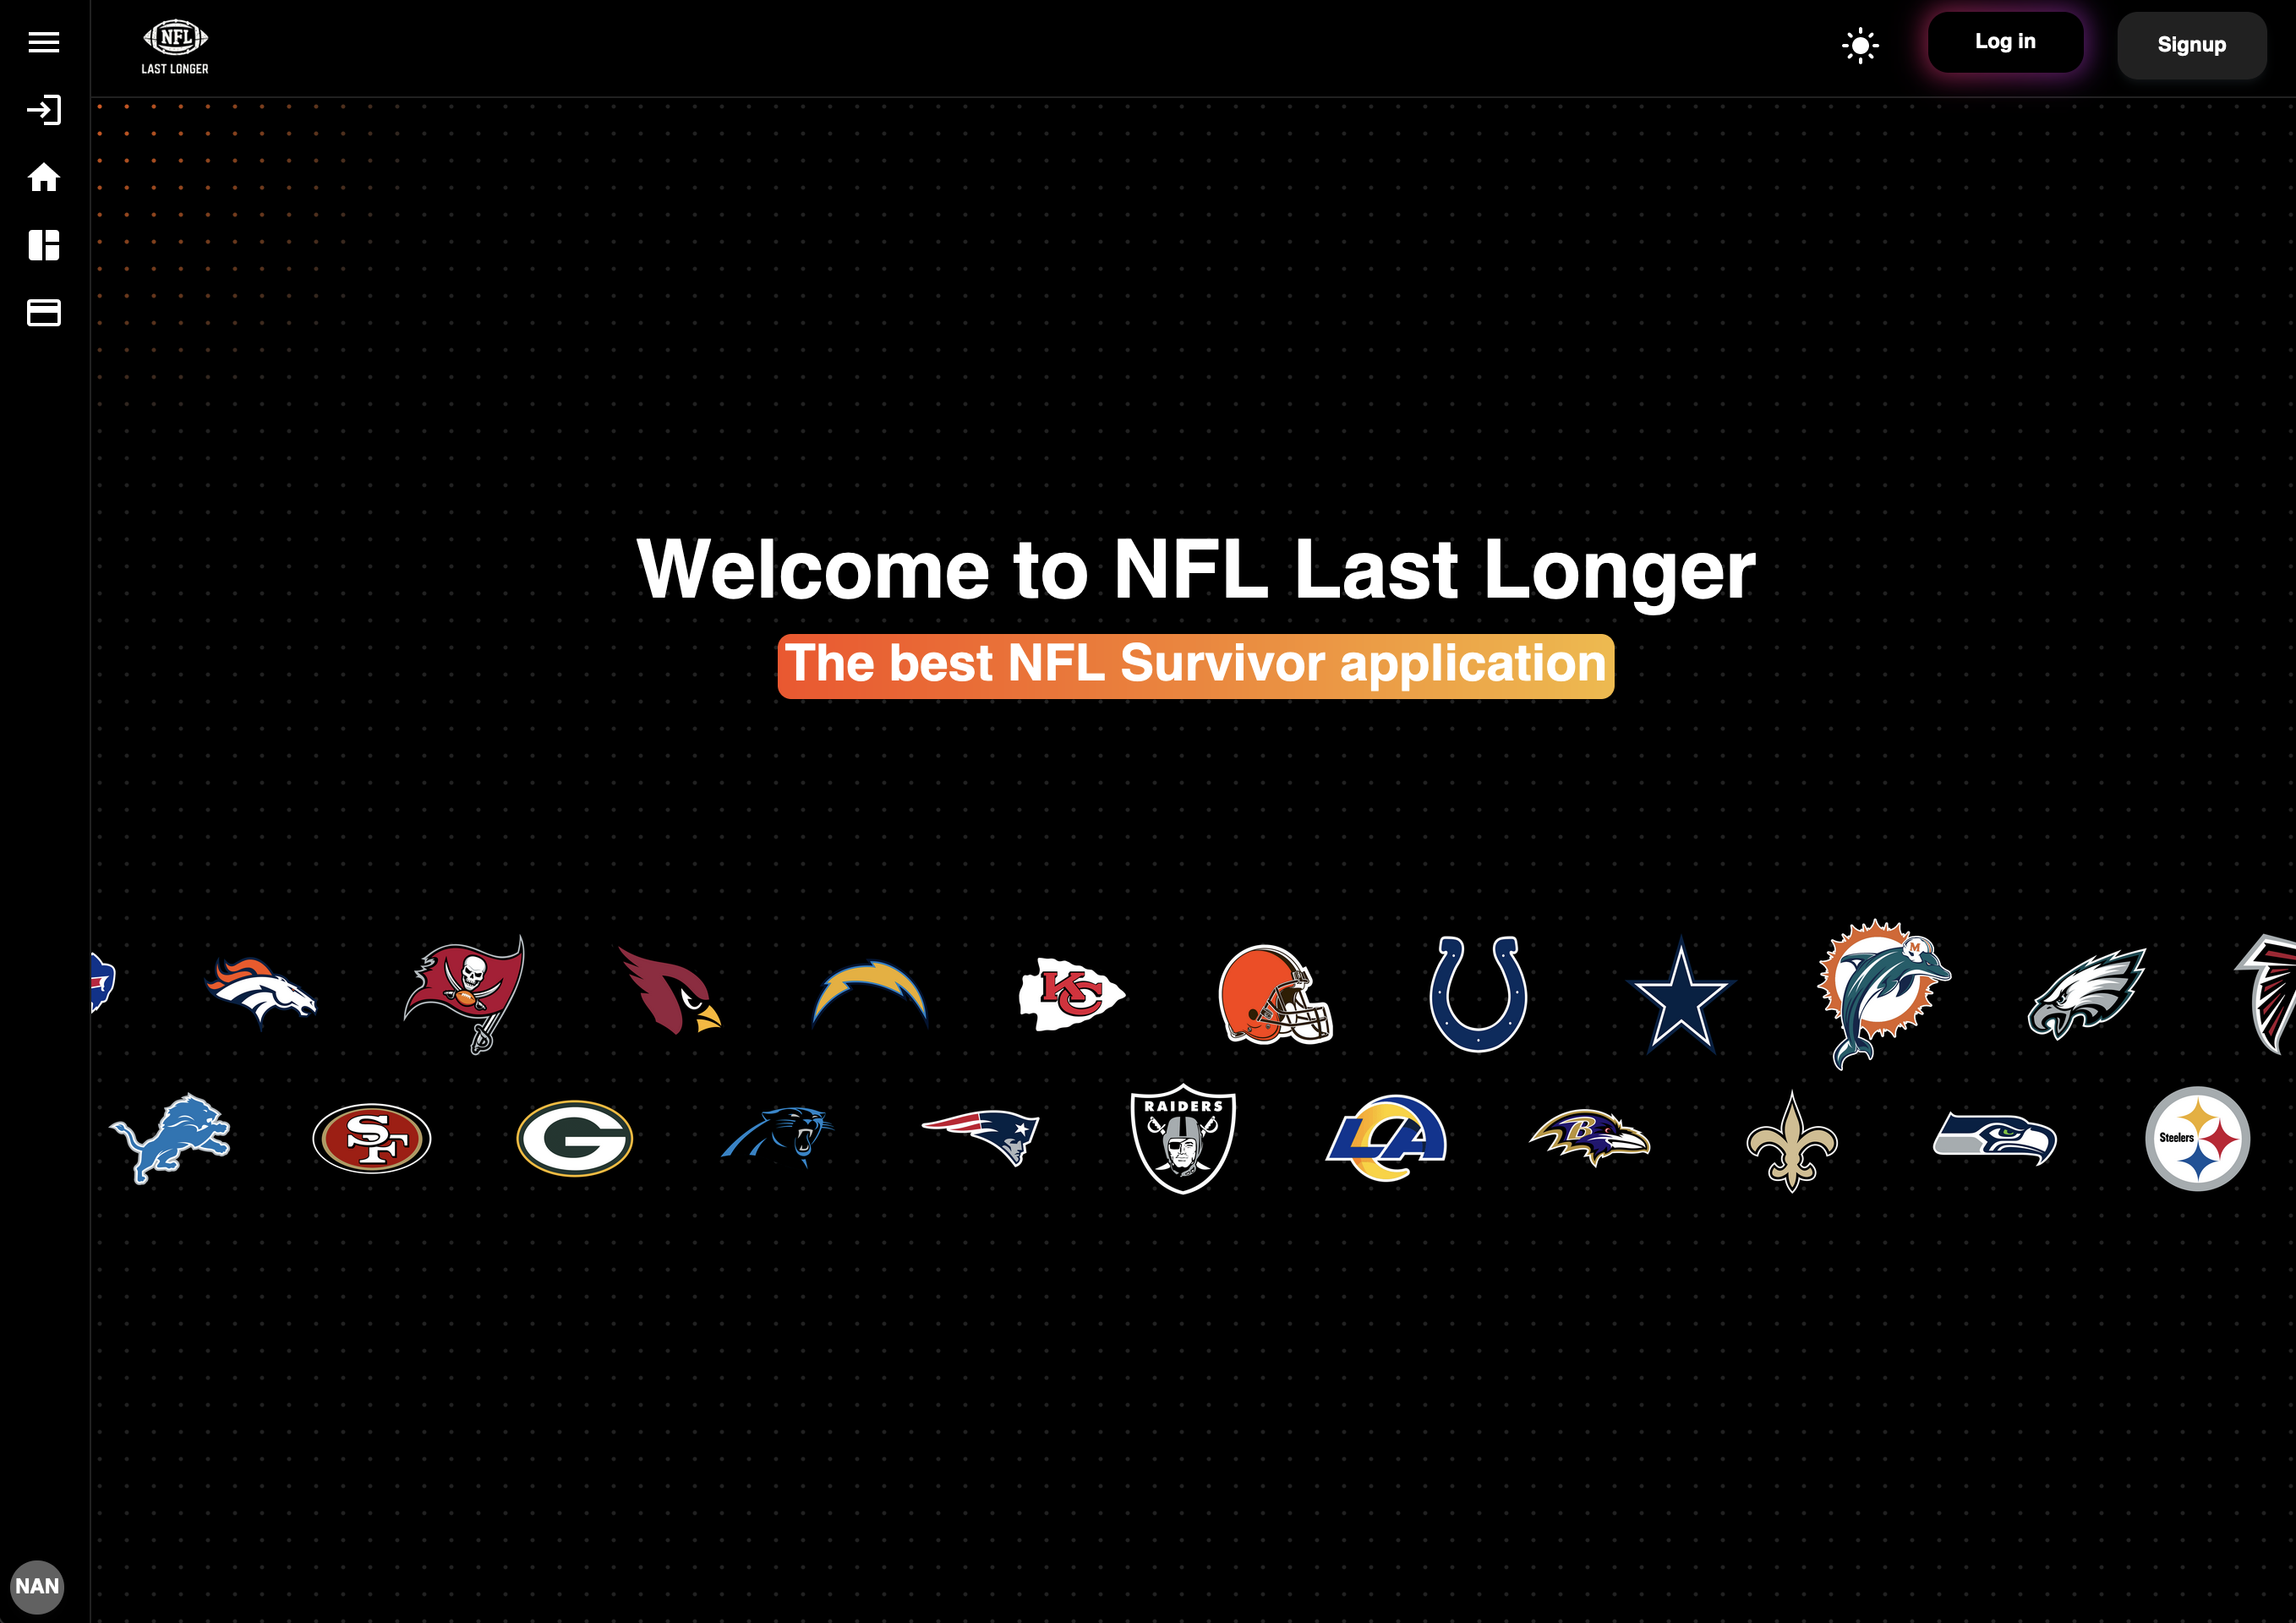 NFL
LAST LONGER
Log in
Signup
Welcome to NFL Last Longer
The best NFL Survivor application
KC
M
SF
G
RAIDERS
LA
B
Steelers
NAN